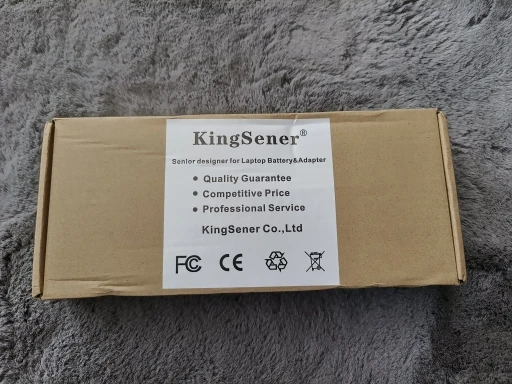 KingSener®
Senior designer for Laptop Battery&Adapter
• Quality Guarantee
• Competitive Price
• Professional Service
KingSener Co.,Ltd
FC CE